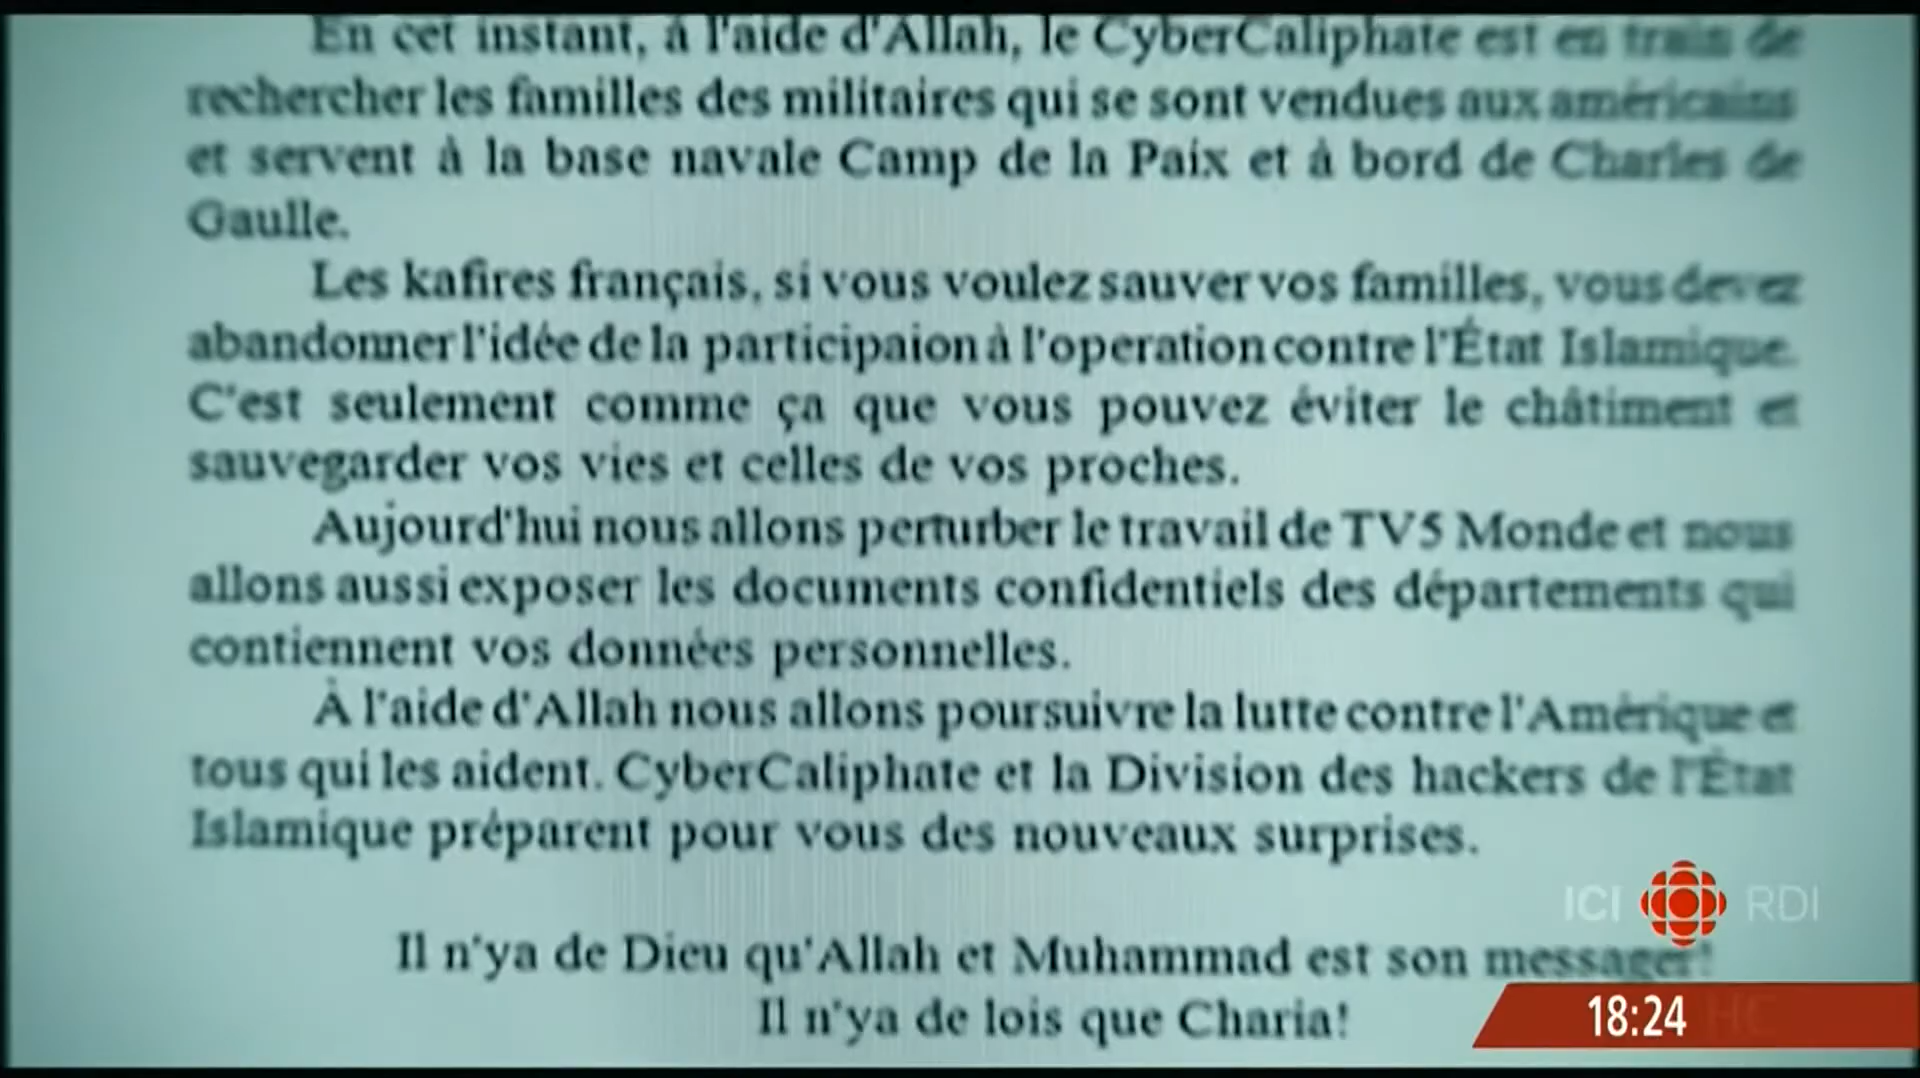 En cet instant, à l'aide d'Allah, le CyberCaliphate est en train de
rechercher les familles des militaires qui se sont vendues aux américains
et servent à la base navale Camp de la Paix et à bord de Charles de
Gaulle.
Les kafires français, si vous voulez sauver vos familles, vous devez
abandonner l'idée de la participaion à l'operation contre l'État Islamique.
C'est seulement comme ça que vous pouvez éviter le châtiment et
sauvegarder vos vies et celles de vos proches.
Aujourd'hui nous allons perturber le travail de TV5 Monde et nous
allons aussi exposer les documents confidentiels des départements qui
contiennent vos données personnelles.
À l'aide d'Allah nous allons poursuivre la lutte contre l'Amérique et
tous qui les aident. CyberCaliphate et la Division des hackers de l'État
Islamique préparent pour vous des nouveaux surprises.
Il n'ya de Dieu qu'Allah et Muhammad est son messager!
Il n'ya de lois que Charia!
ICI RDI
18:24